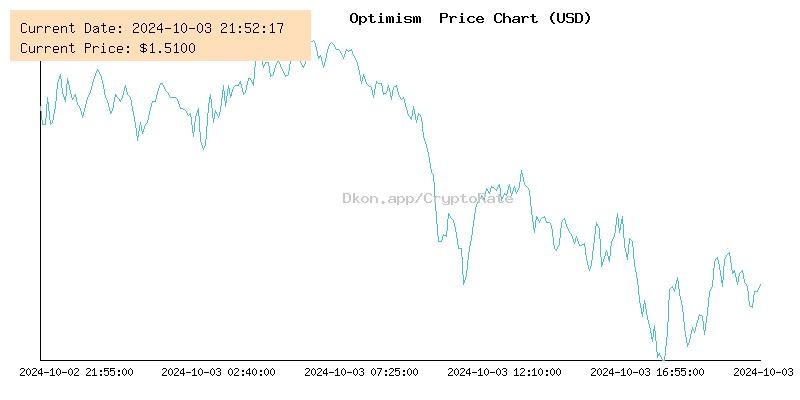 Optimism  Price Chart (USD)
Current Date: 2024-10-03 21:52:17
Current Price: $1.5100
Dkon.app/CryptoRate
2024-10-02 21:55:00 2024-10-03 02:40:00 2024-10-03 07:25:00 2024-10-03 12:10:00 2024-10-03 16:55:00 2024-10-03